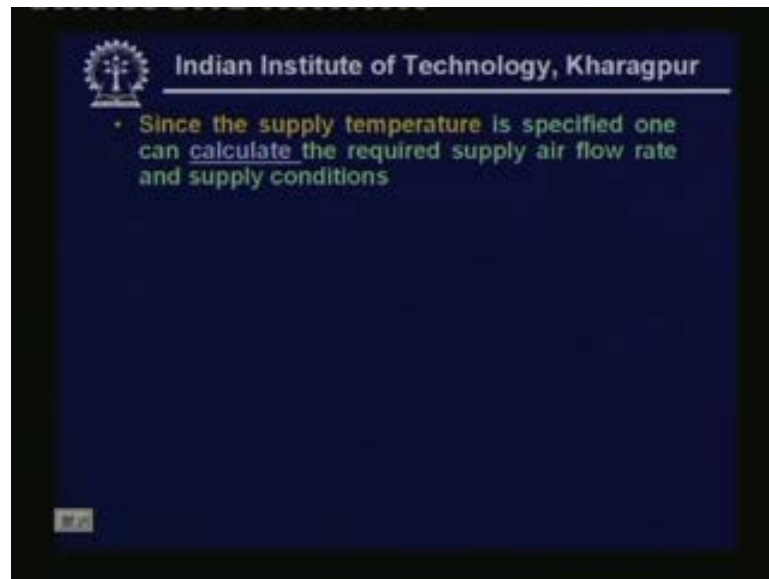 Indian Institute of Technology, Kharagpur
• Since the supply temperature is specified one
can calculate the required supply air flow rate
and supply conditions